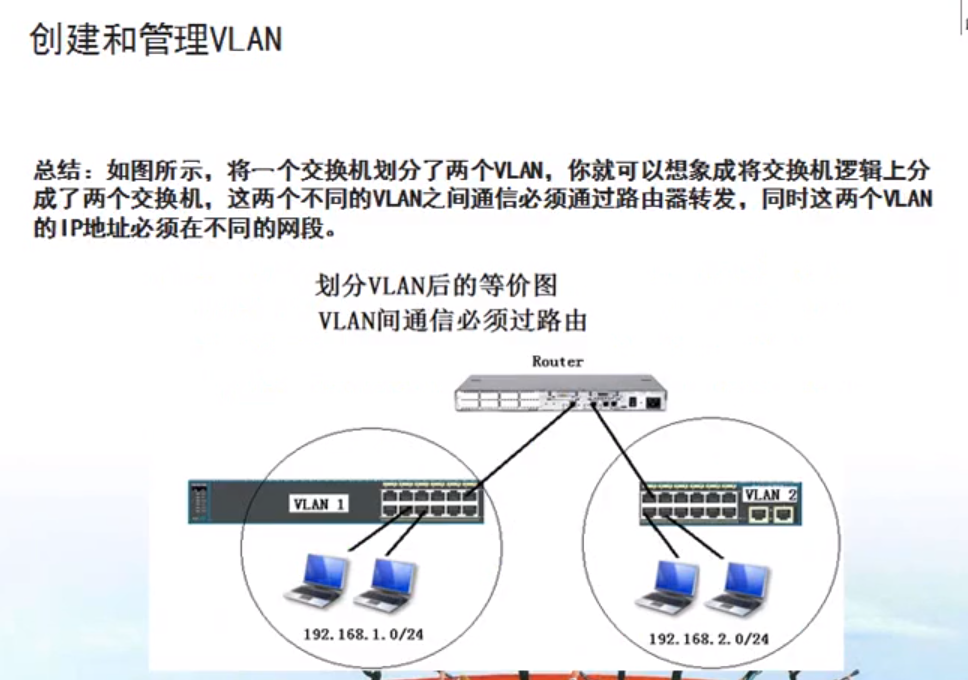 创建和管理VLAN
总结：如图所示，将一个交换机划分了两个VLAN，你就可以想象成将交换机逻辑上分
成了两个交换机，这两个不同的VLAN之间通信必须通过路由器转发，同时这两个VLAN
的IP地址必须在不同的网段。
划分VLAN后的等价图
VLAN间通信必须过路由
Router
VLAN 1
VLAN 2
192.168.1.0/24
192.168.2.0/24